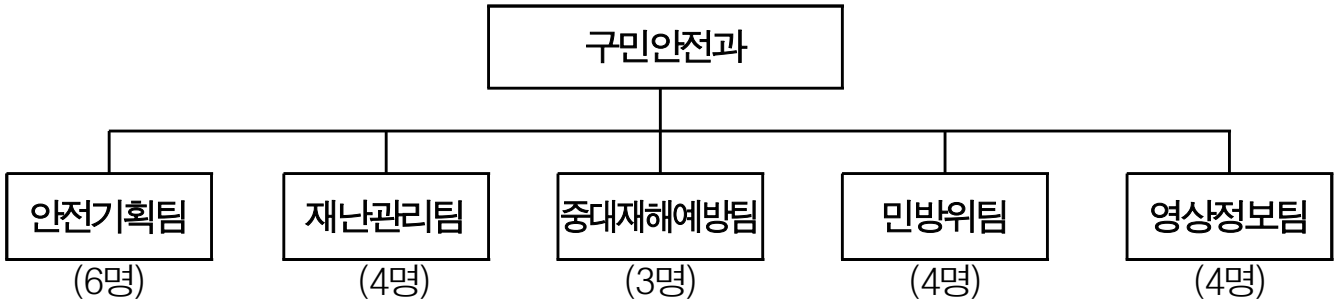 구민안전과
안전기획팀 재난관리팀 중대재해예방팀 민방위팀 영상정보팀
(6명) (4명) (3명) (4명) (4명)